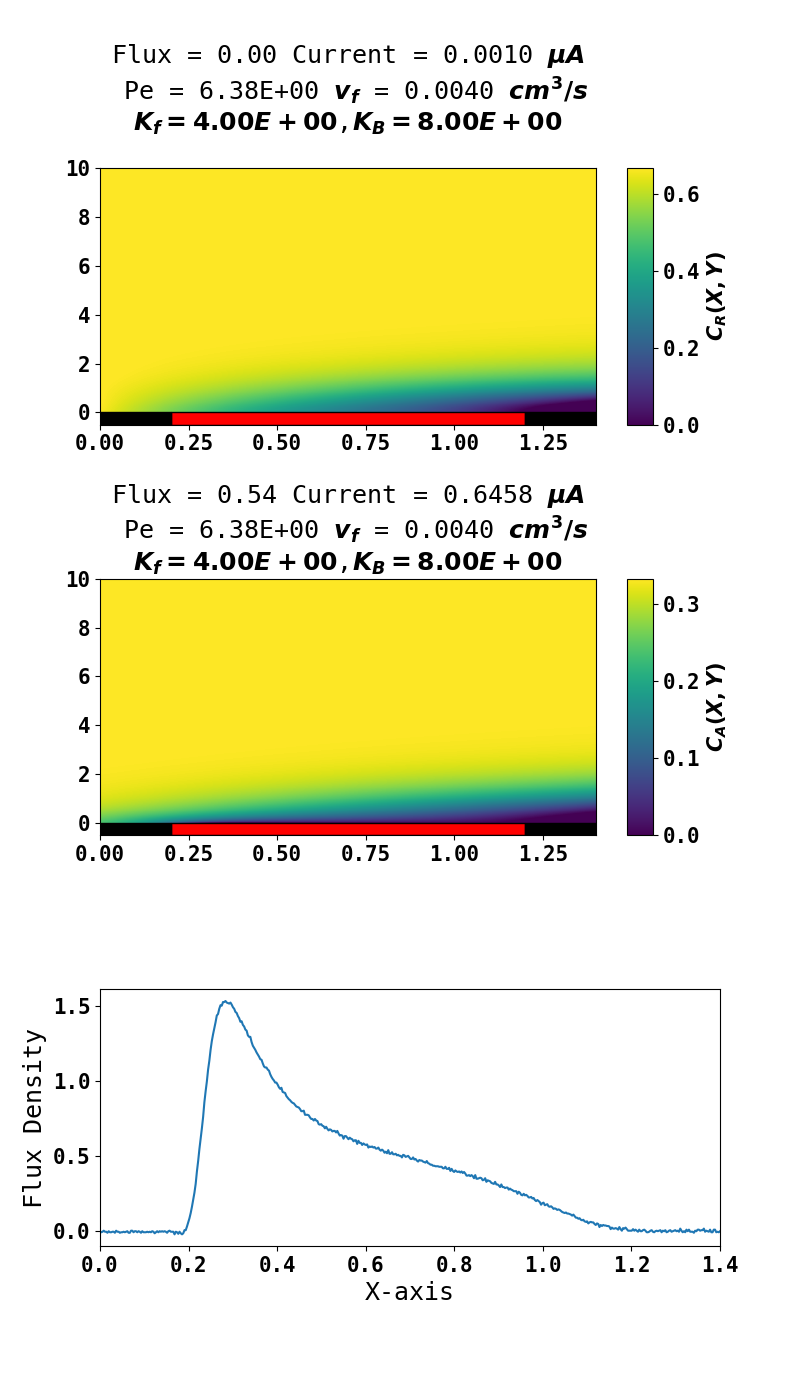 Flux = 0.00 Current = 0.0010 μA
Pe = 6.38E+00 v_f = 0.0040 cm³/s
K_f = 4.00E + 00, K_B = 8.00E + 00
10
8
6
4
2
0
0.00 0.25 0.50 0.75 1.00 1.25
0.6
0.4
0.2
0.0
C_R(X, Y)
Flux = 0.54 Current = 0.6458 μA
Pe = 6.38E+00 v_f = 0.0040 cm³/s
K_f = 4.00E + 00, K_B = 8.00E + 00
10
8
6
4
2
0
0.00 0.25 0.50 0.75 1.00 1.25
0.3
0.2
0.1
0.0
C_A(X, Y)
Flux Density
1.5
1.0
0.5
0.0
0.0 0.2 0.4 0.6 0.8 1.0 1.2 1.4
X-axis